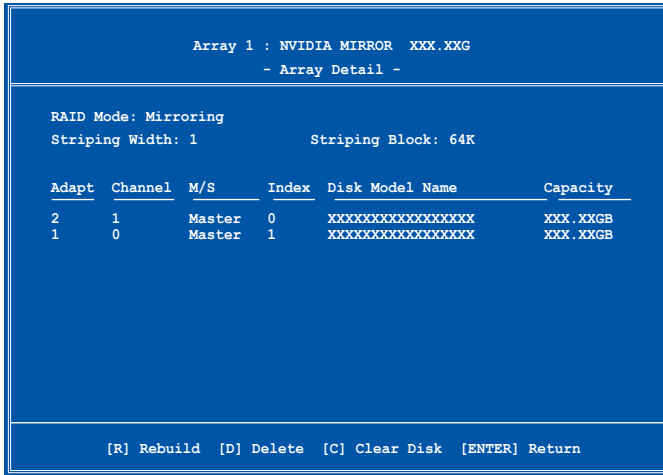 Array 1 : NVIDIA MIRROR XXX.XXG
- Array Detail -
RAID Mode: Mirroring
Striping Width: 1 Striping Block: 64K
Adapt Channel M/S Index Disk Model Name Capacity
2 1 Master 0 XXXXXXXXXXXXXXXXX XXX.XXGB
1 0 Master 1 XXXXXXXXXXXXXXXXX XXX.XXGB
[R] Rebuild [D] Delete [C] Clear Disk [ENTER] Return